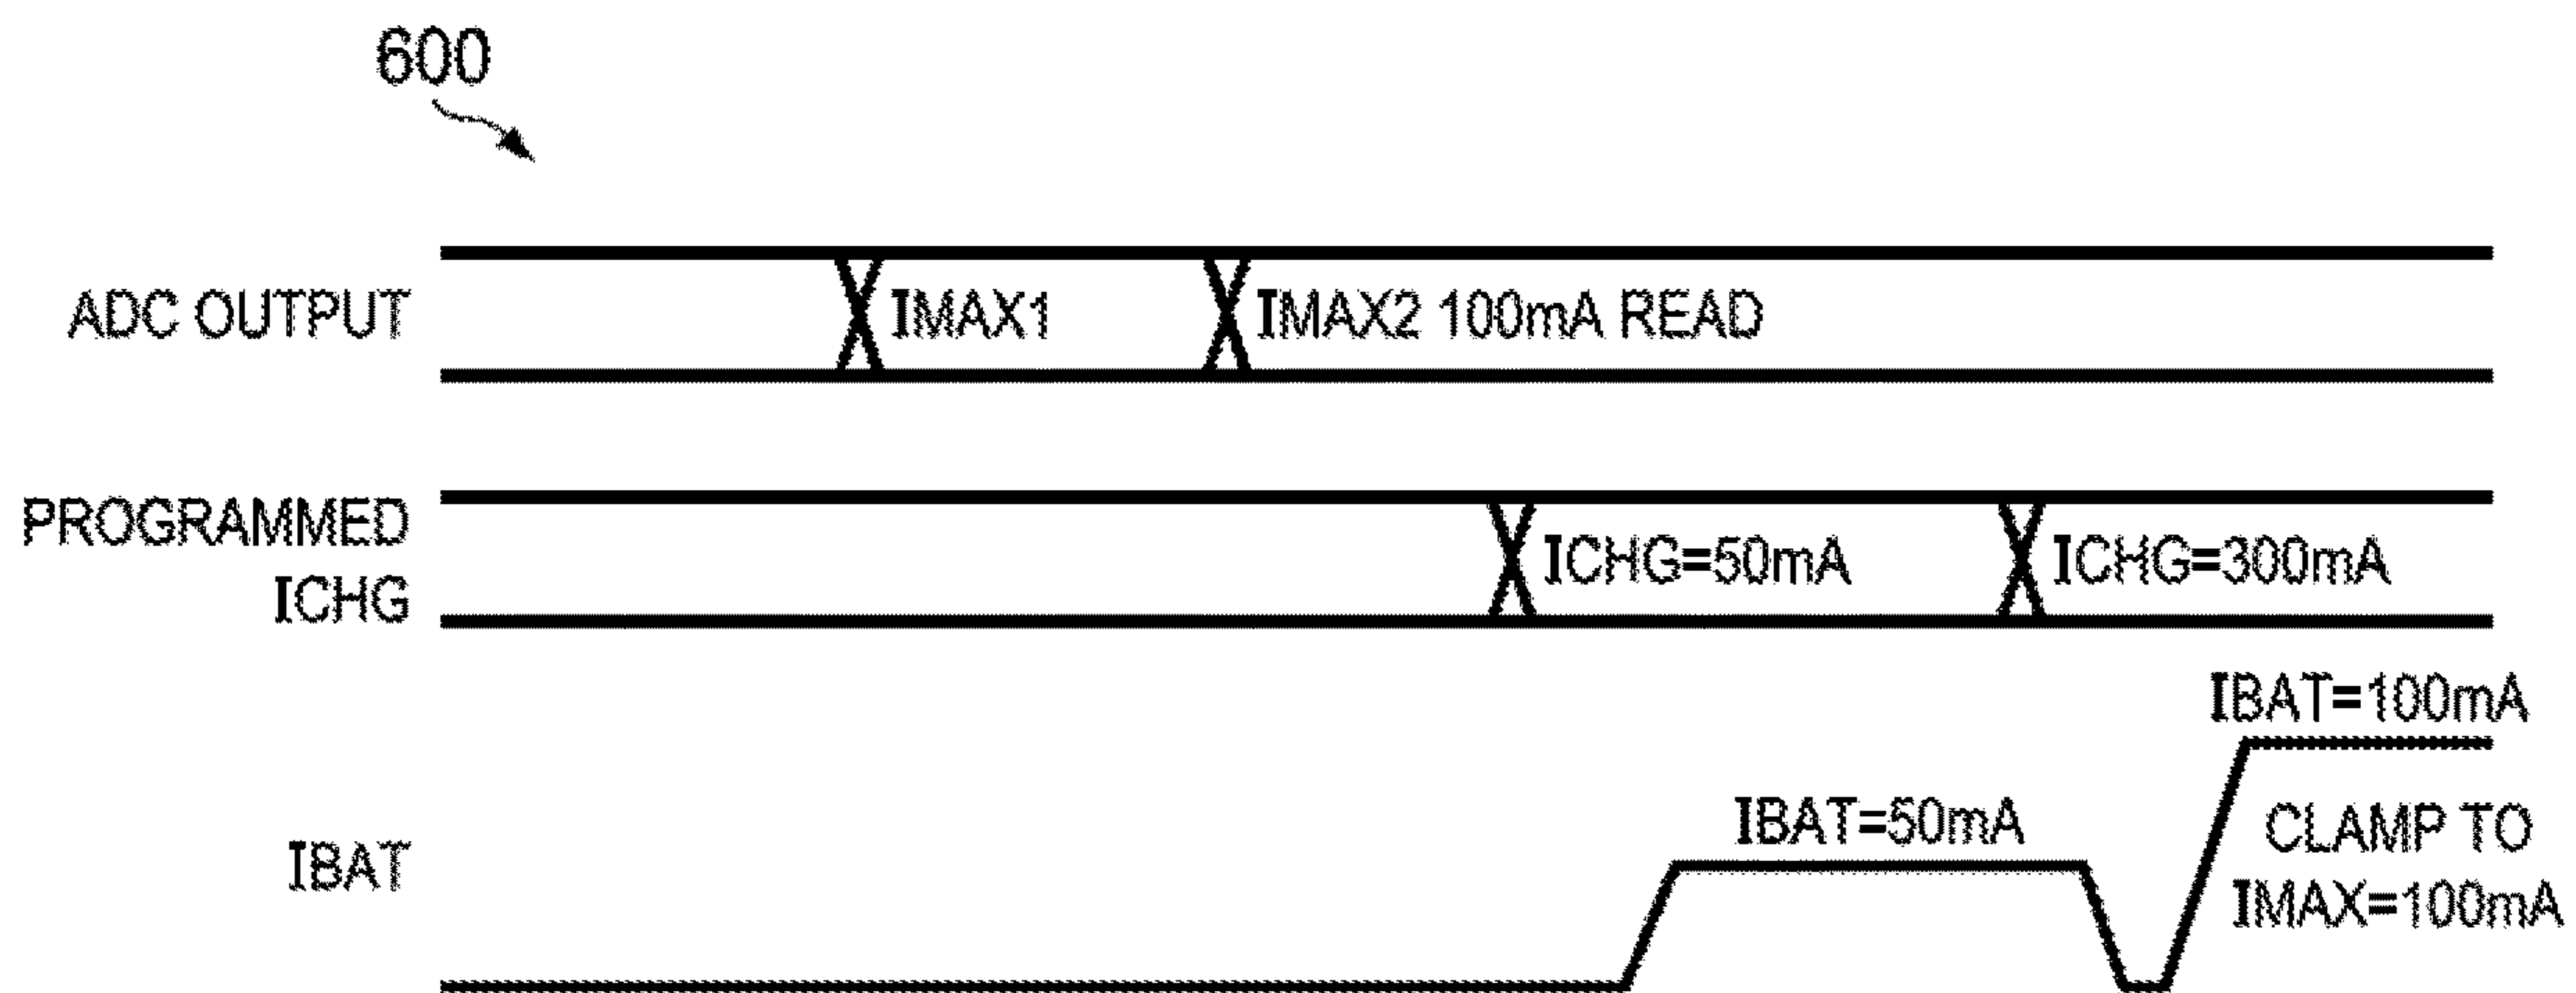 600
ADC OUTPUT
IMAX1
IMAX2 100mA READ
PROGRAMMED
ICHG
ICHG=50mA
ICHG=300mA
IBAT
IBAT=50mA
IBAT=100mA
CLAMP TO
IMAX=100mA